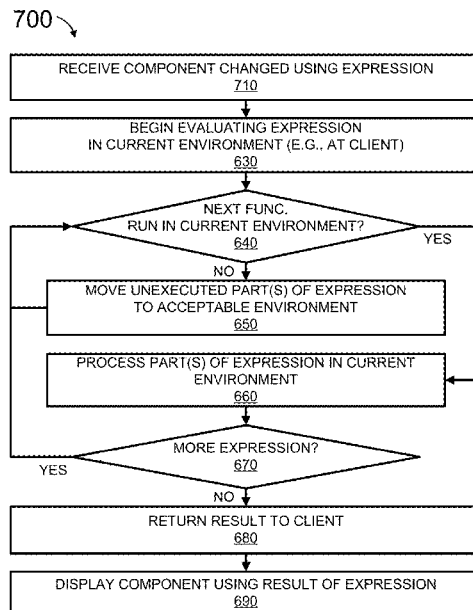 700
RECEIVE COMPONENT CHANGED USING EXPRESSION
710
BEGIN EVALUATING EXPRESSION
IN CURRENT ENVIRONMENT (E.G., AT CLIENT)
630
NEXT FUNC.
RUN IN CURRENT ENVIRONMENT?
640
YES
NO
MOVE UNEXECUTED PART(S) OF EXPRESSION
TO ACCEPTABLE ENVIRONMENT
650
PROCESS PART(S) OF EXPRESSION IN CURRENT
ENVIRONMENT
660
MORE EXPRESSION?
670
YES
NO
RETURN RESULT TO CLIENT
680
DISPLAY COMPONENT USING RESULT OF EXPRESSION
690